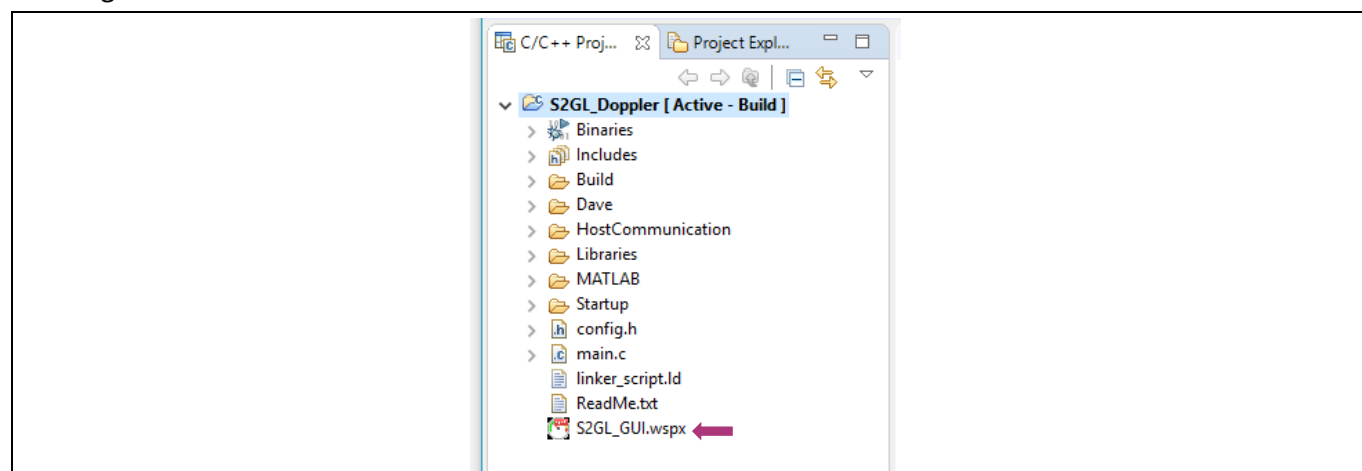 C/C++ Proj... Project Expl...
S2GL_Doppler [ Active - Build ]
Binaries
Includes
Build
Dave
HostCommunication
Libraries
MATLAB
Startup
config.h
main.c
linker_script.ld
ReadMe.txt
S2GL_GUI.wspx